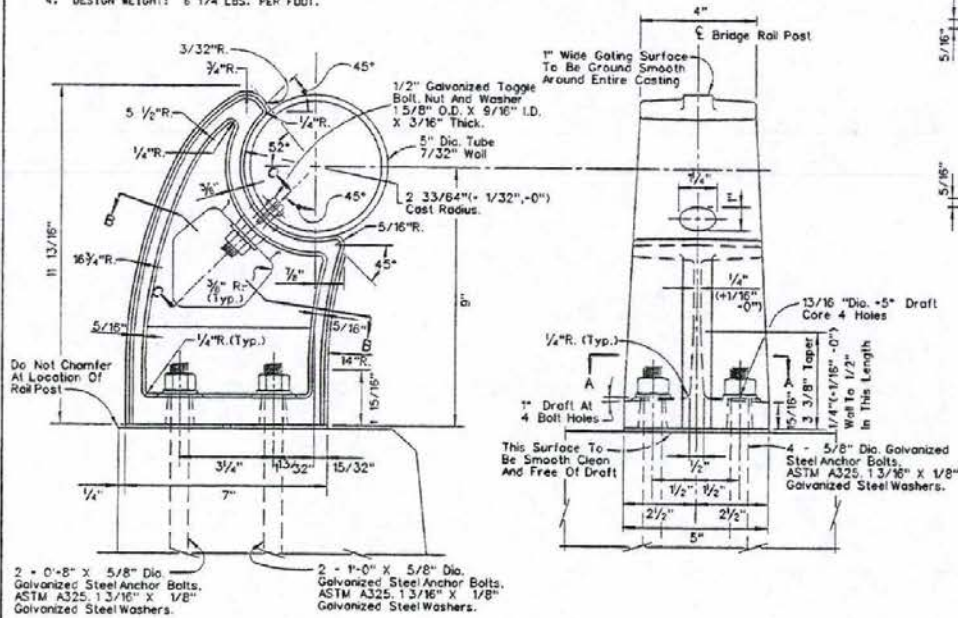 4. DESIGN WEIGHT: 6 1/4 LBS. PER FOOT.
3/32"R.
3/4"R.
45°
5 1/2"R.
1/4"R.
1/4"R.
52°
1/2" Galvanized Toggle
Bolt, Nut And Washer
1 5/8" O.D. X 9/16" I.D.
X 3/16" Thick.
5" Dia. Tube
7/32" Wall
3/8"
45°
2 33/64"(+ 1/32",-0")
Cast Radius.
5/16"R.
B
C
11 13/16"
16 3/4"R.
7/8"
45°
9"
3/8" R.
(Typ.)
C
5/16"
(5/16")
B
1/4"R.(Typ.)
14"R.
15/16"
Do Not Chamfer
At Location Of
Rail Post
3 1/4"
13/32"
15/32"
1/4"
7"
2 - 0'-8" X 5/8" Dia.
Galvanized Steel Anchor Bolts,
ASTM A325, 1 3/16" X 1/8"
Galvanized Steel Washers.
2 - 1'-0" X 5/8" Dia.
Galvanized Steel Anchor Bolts,
ASTM A325, 1 3/16" X 1/8"
Galvanized Steel Washers.
4"
℄ Bridge Rail Post
1" Wide Gating Surface
To Be Ground Smooth
Around Entire Casting
5/16"
5/16"
1 1/4"
1/4"
(+1/16"
-0")
13/16 "Dia. +5° Draft
Core 4 Holes
1/4"R.(Typ.)
A
A
1° Draft At
4 Bolt Holes
15/16"
3 3/8" Taper
1/4"(+1/16" -0")
Wall To 1/2"
In This Length
This Surface To
Be Smooth Clean
And Free Of Draft
1/2"
1 1/2"
1 1/2"
2 1/2"
2 1/2"
5"
4 - 5/8" Dia. Galvanized
Steel Anchor Bolts,
ASTM A325, 1 3/16" X 1/8"
Galvanized Steel Washers.